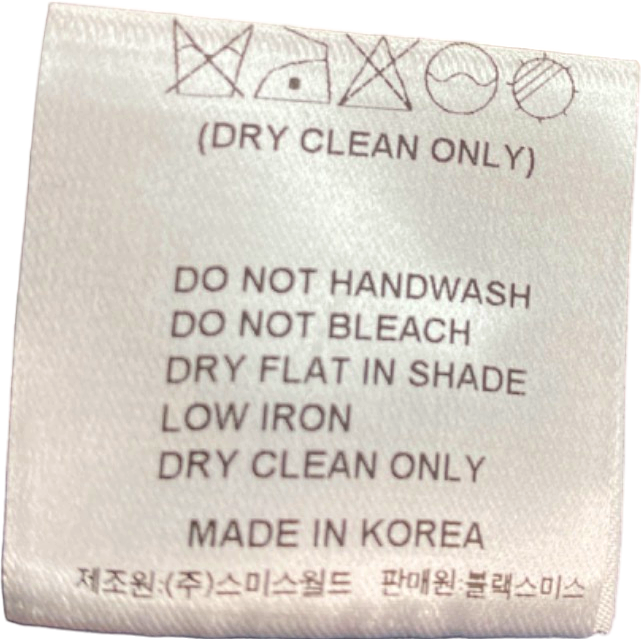 (DRY CLEAN ONLY)
DO NOT HANDWASH
DO NOT BLEACH
DRY FLAT IN SHADE
LOW IRON
DRY CLEAN ONLY
MADE IN KOREA
제조원:(주)스미스월드 판매원:블랙스미스